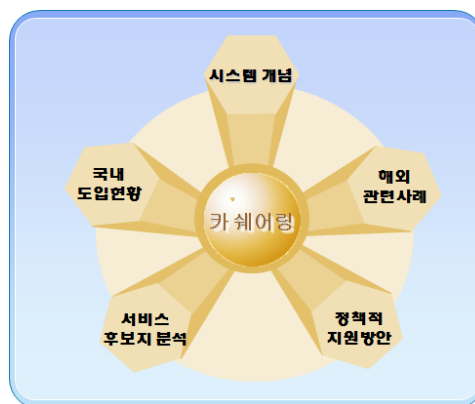 시스템 개념
국내
도입현황
해외
관련사례
카쉐어링
서비스
후보지 분석
정책적
지원방안